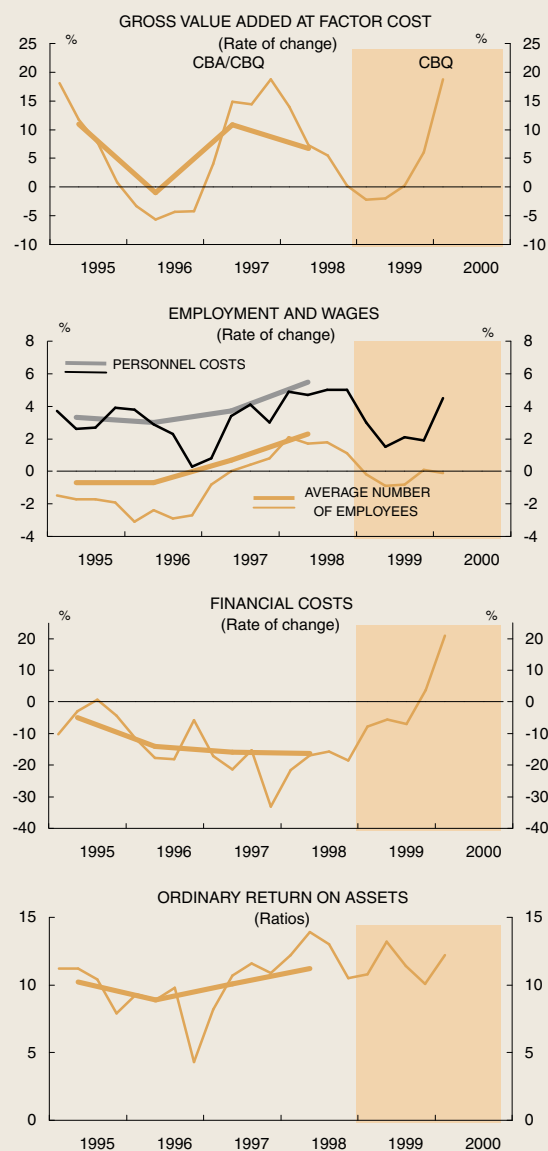 GROSS VALUE ADDED AT FACTOR COST
(Rate of change)
% CBA/CBQ CBQ %
25 25
20 20
15 15
10 10
5 5
0 0
-5 -5
-10 -10
1995 1996 1997 1998 1999 2000
EMPLOYMENT AND WAGES
(Rate of change)
% %
8 8
PERSONNEL COSTS
6 6
4 4
2 2
0 0
AVERAGE NUMBER
OF EMPLOYEES
-2 -2
-4 -4
1995 1996 1997 1998 1999 2000
FINANCIAL COSTS
(Rate of change)
% %
20 20
10 10
0 0
-10 -10
-20 -20
-30 -30
-40 -40
1995 1996 1997 1998 1999 2000
ORDINARY RETURN ON ASSETS
(Ratios)
15 15
10 10
5 5
0 0
1995 1996 1997 1998 1999 2000